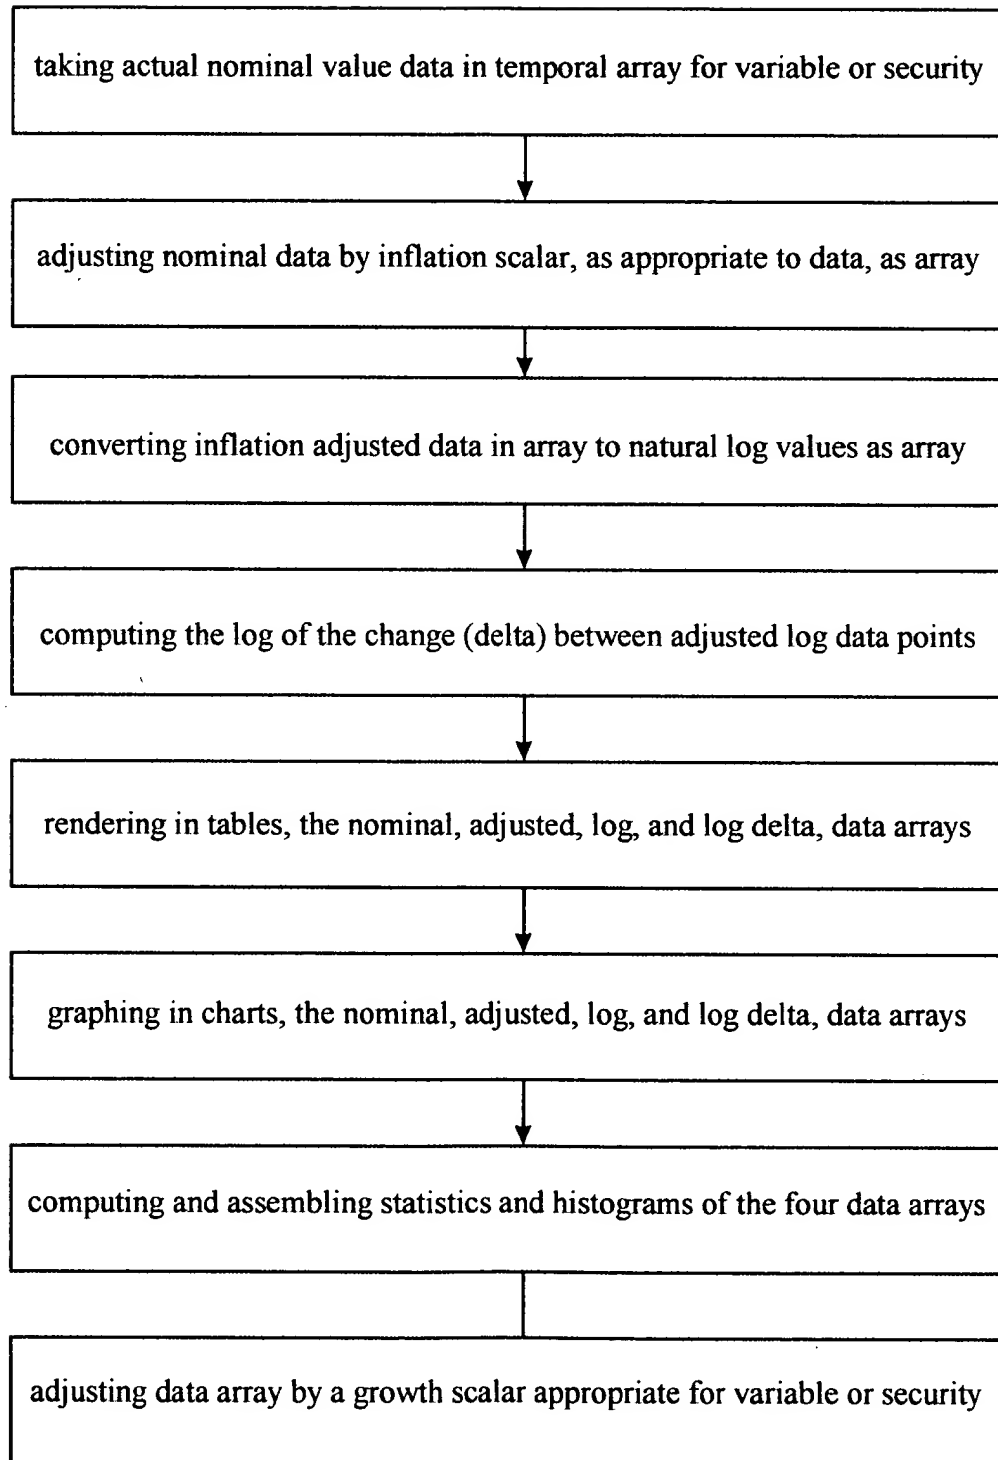 taking actual nominal value data in temporal array for variable or security
adjusting nominal data by inflation scalar, as appropriate to data, as array
converting inflation adjusted data in array to natural log values as array
computing the log of the change (delta) between adjusted log data points
rendering in tables, the nominal, adjusted, log, and log delta, data arrays
graphing in charts, the nominal, adjusted, log, and log delta, data arrays
computing and assembling statistics and histograms of the four data arrays
adjusting data array by a growth scalar appropriate for variable or security